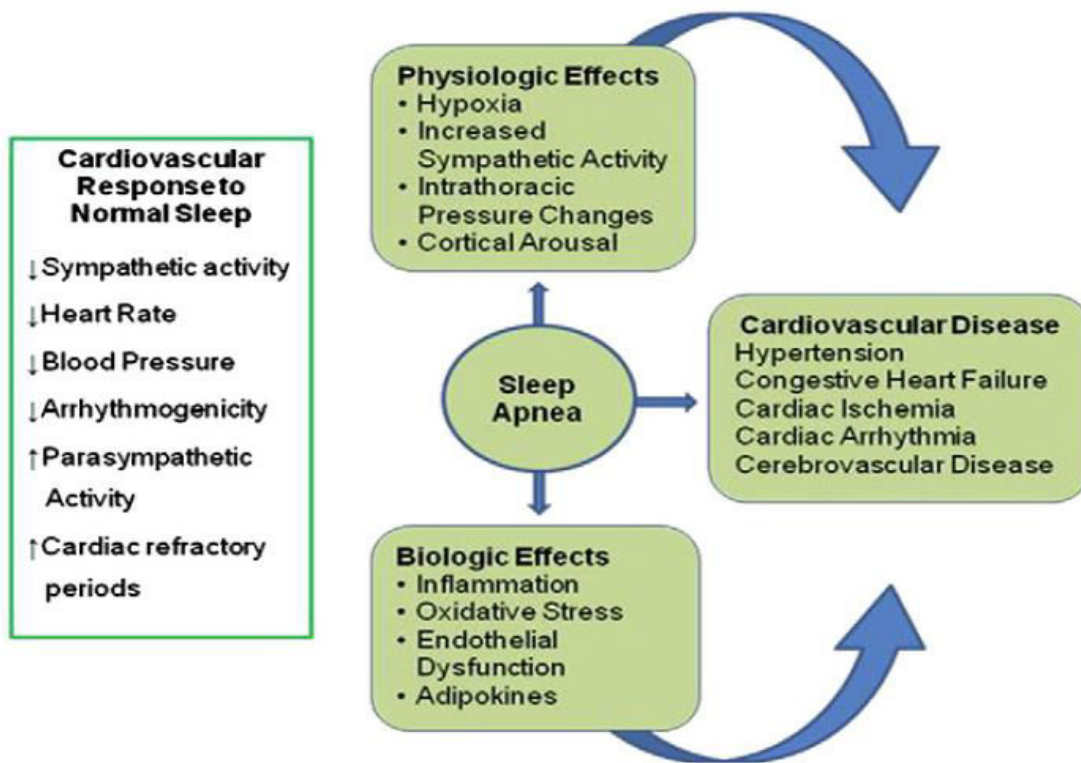 Cardiovascular
Response to
Normal Sleep
↓Sympathetic activity
↓Heart Rate
↓Blood Pressure
↓Arrhythmogenicity
↑Parasympathetic
Activity
↑Cardiac refractory
periods
Physiologic Effects
• Hypoxia
• Increased
Sympathetic Activity
• Intrathoracic
Pressure Changes
• Cortical Arousal
Sleep
Apnea
Cardiovascular Disease
Hypertension
Congestive Heart Failure
Cardiac Ischemia
Cardiac Arrhythmia
Cerebrovascular Disease
Biologic Effects
• Inflammation
• Oxidative Stress
• Endothelial
Dysfunction
• Adipokines